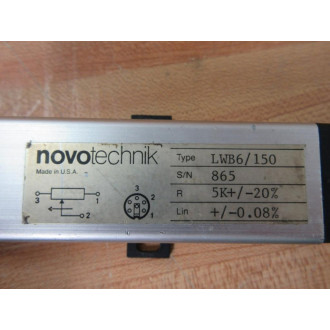 novotechnik
Made in U.S.A.
Type LWB6/150
S/N 865
R 5K+/-20%
Lin +/-0.08%
3 1
2
3
2
1